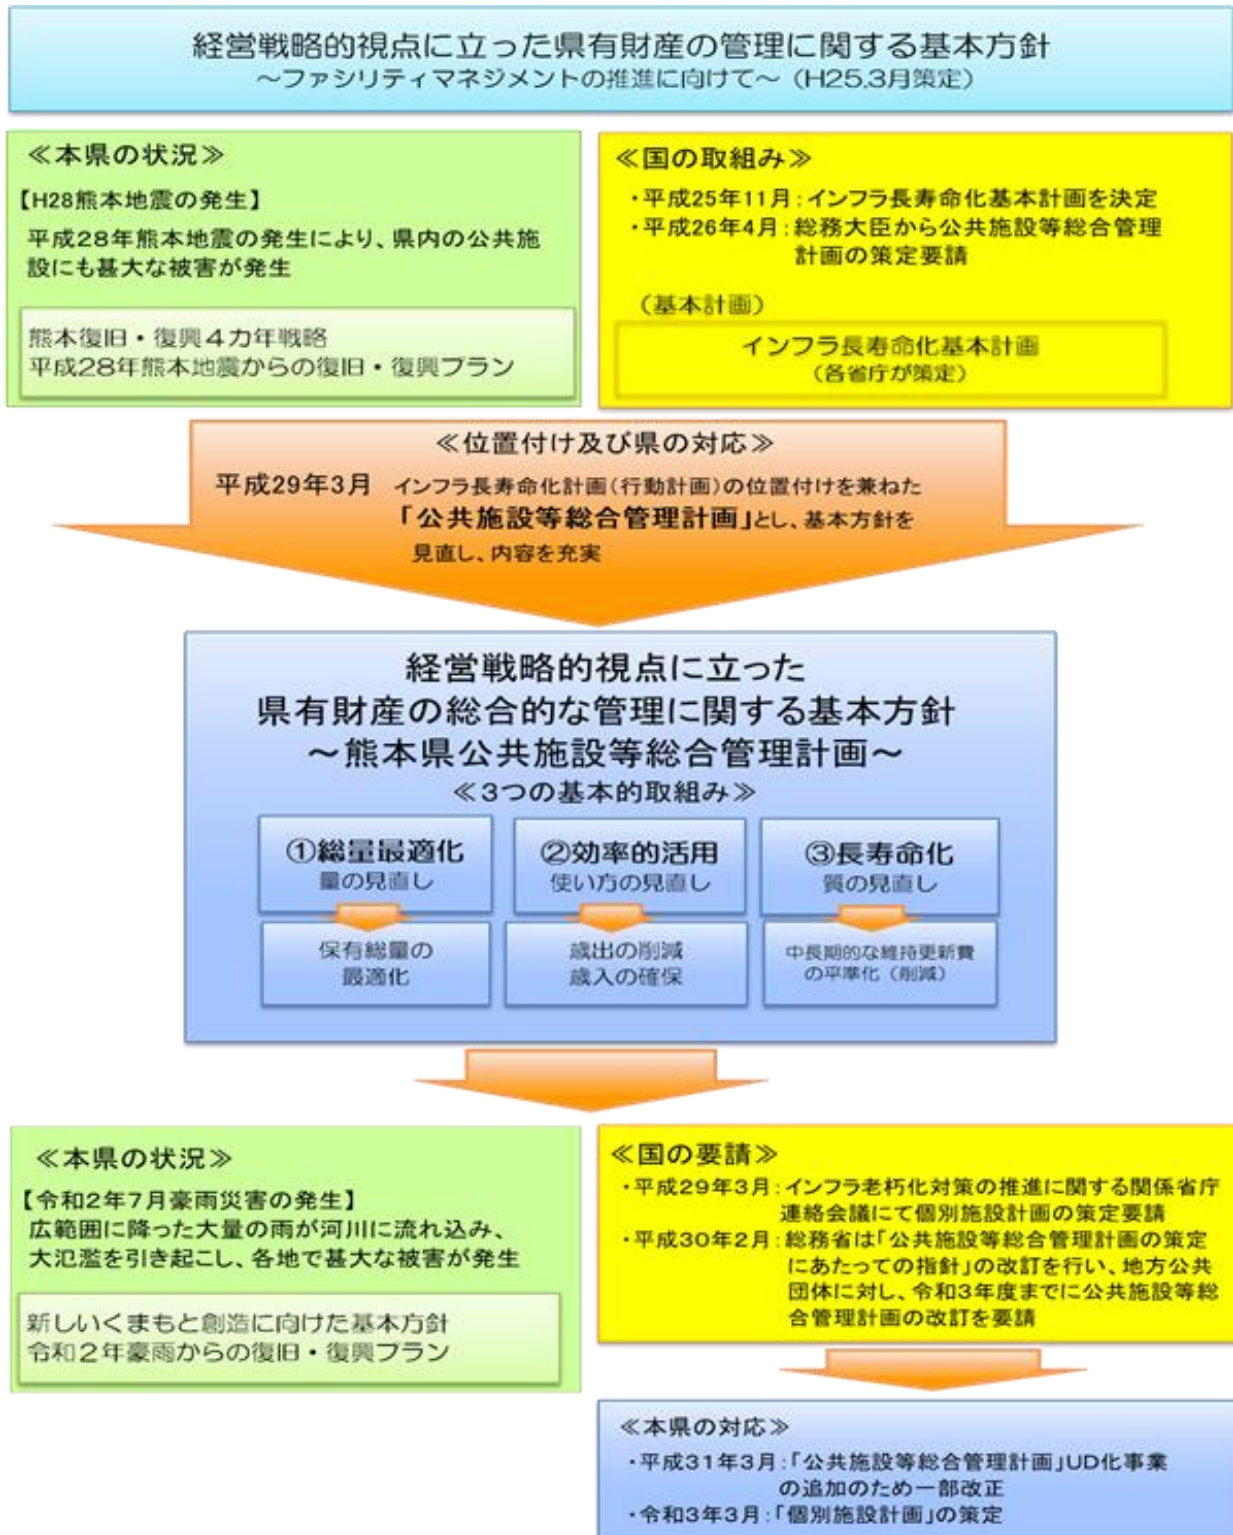 経営戦略的視点に立った県有財産の管理に関する基本方針
～ファシリティマネジメントの推進に向けて～（H25.3月策定）
≪本県の状況≫
【H28熊本地震の発生】
平成28年熊本地震の発生により、県内の公共施
設にも甚大な被害が発生
熊本復旧・復興４カ年戦略
平成28年熊本地震からの復旧・復興プラン
≪国の取組み≫
・平成25年11月：インフラ長寿命化基本計画を決定
・平成26年4月：総務大臣から公共施設等総合管理
計画の策定要請
（基本計画）
インフラ長寿命化基本計画
（各省庁が策定）
≪位置付け及び県の対応≫
平成29年3月　インフラ長寿命化計画（行動計画）の位置付けを兼ねた
「公共施設等総合管理計画」とし、基本方針を
見直し、内容を充実
経営戦略的視点に立った
県有財産の総合的な管理に関する基本方針
～熊本県公共施設等総合管理計画～
≪３つの基本的取組み≫
①総量最適化
量の見直し
保有総量の
最適化
②効率的活用
使い方の見直し
歳出の削減
歳入の確保
③長寿命化
質の見直し
中長期的な維持更新費
の平準化（削減）
≪本県の状況≫
【令和2年7月豪雨災害の発生】
広範囲に降った大量の雨が河川に流れ込み、
大氾濫を引き起こし、各地で甚大な被害が発生
新しいくまもと創造に向けた基本方針
令和２年豪雨からの復旧・復興プラン
≪国の要請≫
・平成29年3月：インフラ老朽化対策の推進に関する関係省庁
連絡会議にて個別施設計画の策定要請
・平成30年2月：総務省は「公共施設等総合管理計画の策定
にあたっての指針」の改訂を行い、地方公共
団体に対し、令和3年度までに公共施設等総
合管理計画の改訂を要請
≪本県の対応≫
・平成31年3月：「公共施設等総合管理計画」UD化事業
の追加のため一部改正
・令和3年3月：「個別施設計画」の策定